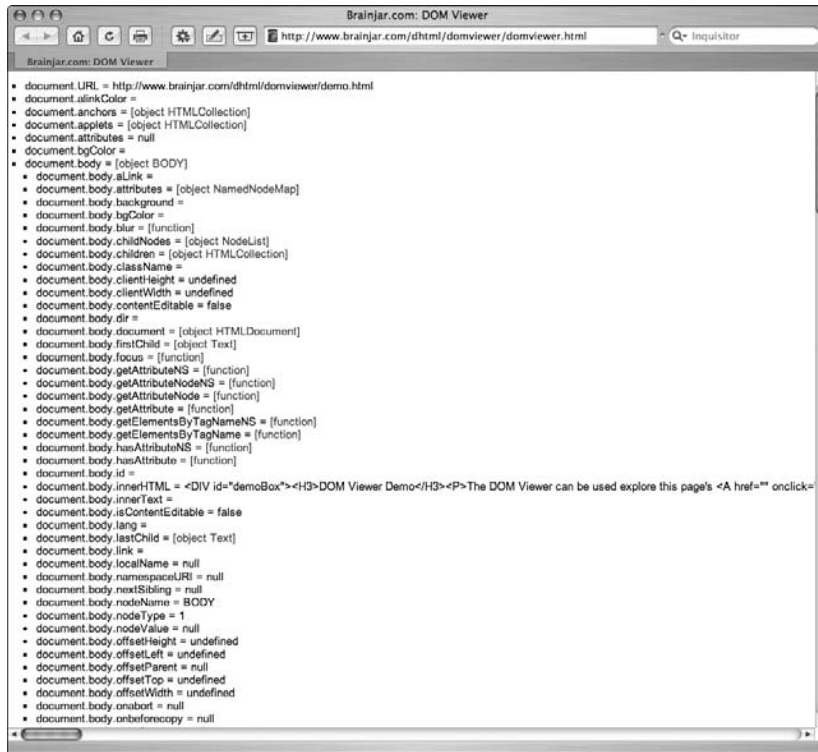 Brainjar.com: DOM Viewer
http://www.brainjar.com/dhtml/domviewer/domviewer.html
Inquisitor
Brainjar.com: DOM Viewer
document.URL = http://www.brainjar.com/dhtml/domviewer/demo.html
document.alinkColor =
document.anchors = [object HTMLCollection]
document.applets = [object HTMLCollection]
document.attributes = null
document.bgColor =
document.body = [object BODY]
document.body.aLink =
document.body.attributes = [object NamedNodeMap]
document.body.background =
document.body.bgColor =
document.body.blur = [function]
document.body.childNodes = [object NodeList]
document.body.children = [object HTMLCollection]
document.body.className =
document.body.clientHeight = undefined
document.body.clientWidth = undefined
document.body.contentEditable = false
document.body.dir =
document.body.document = [object HTMLDocument]
document.body.firstChild = [object Text]
document.body.focus = [function]
document.body.getAttributeNS = [function]
document.body.getAttributeNodeNS = [function]
document.body.getAttributeNode = [function]
document.body.getAttribute = [function]
document.body.getElementsByTagNameNS = [function]
document.body.getElementsByTagName = [function]
document.body.hasAttributeNS = [function]
document.body.hasAttribute = [function]
document.body.id =
document.body.innerHTML = <DIV id="demoBox"><H3>DOM Viewer Demo</H3><P>The DOM Viewer can be used explore this page's <A href="" onclick="
document.body.innerText =
document.body.isContentEditable = false
document.body.lang =
document.body.lastChild = [object Text]
document.body.link =
document.body.localName = null
document.body.namespaceURI = null
document.body.nextSibling = null
document.body.nodeName = BODY
document.body.nodeType = 1
document.body.nodeValue = null
document.body.offsetHeight = undefined
document.body.offsetLeft = undefined
document.body.offsetParent = null
document.body.offsetTop = undefined
document.body.offsetWidth = undefined
document.body.onabort = null
document.body.onbeforecopy = null